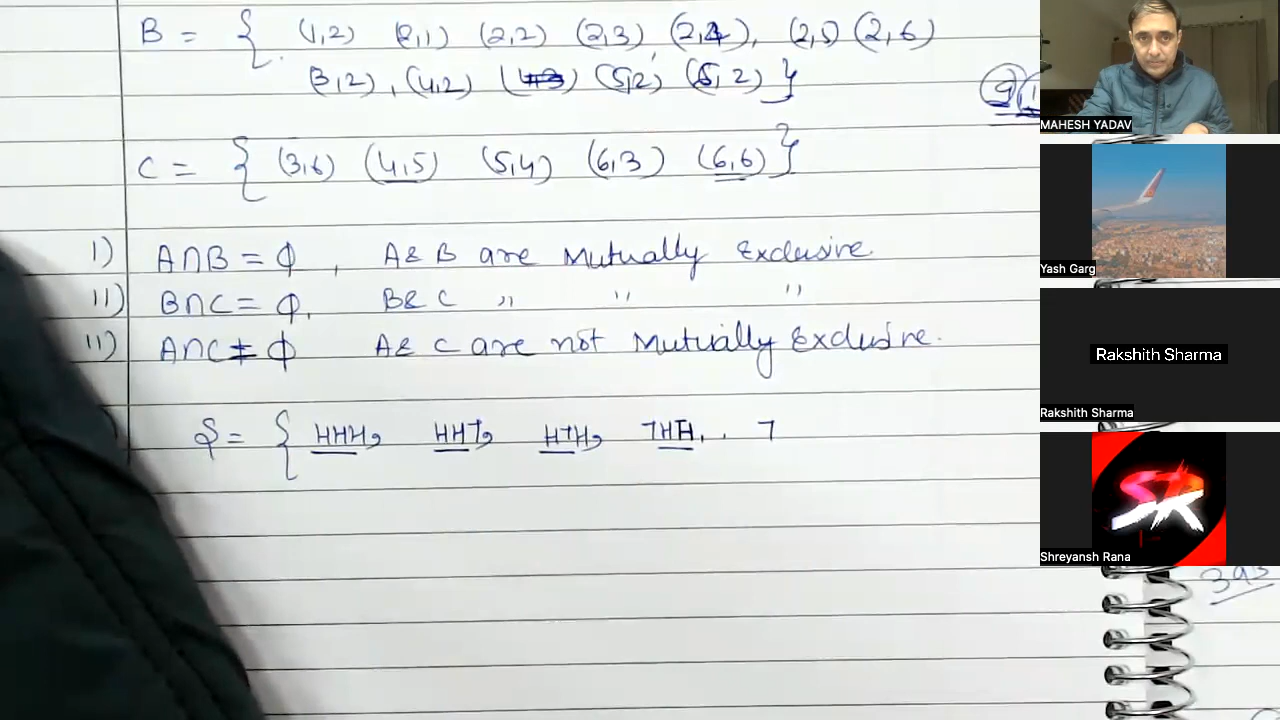 B = { (1,2) (2,1) (2,2) (2,3) (2,4), (2,5) (2,6)
(3,2), (4,2) (5,2) (6,2) }
C = { (3,6) (4,5) (5,4) (6,3) (6,6) }
I) A∩B = φ, A & B are Mutually Exclusive.
II) B∩C = φ, B & C ,, ,, ,,
II) A∩C ≠ φ A & C are not Mutually Exclusive.
S = { HHH, HHT, HTH, THH, . . T
MAHESH YADAV
Yash Garg
Rakshith Sharma
Rakshith Sharma
SR
Shreyansh Rana